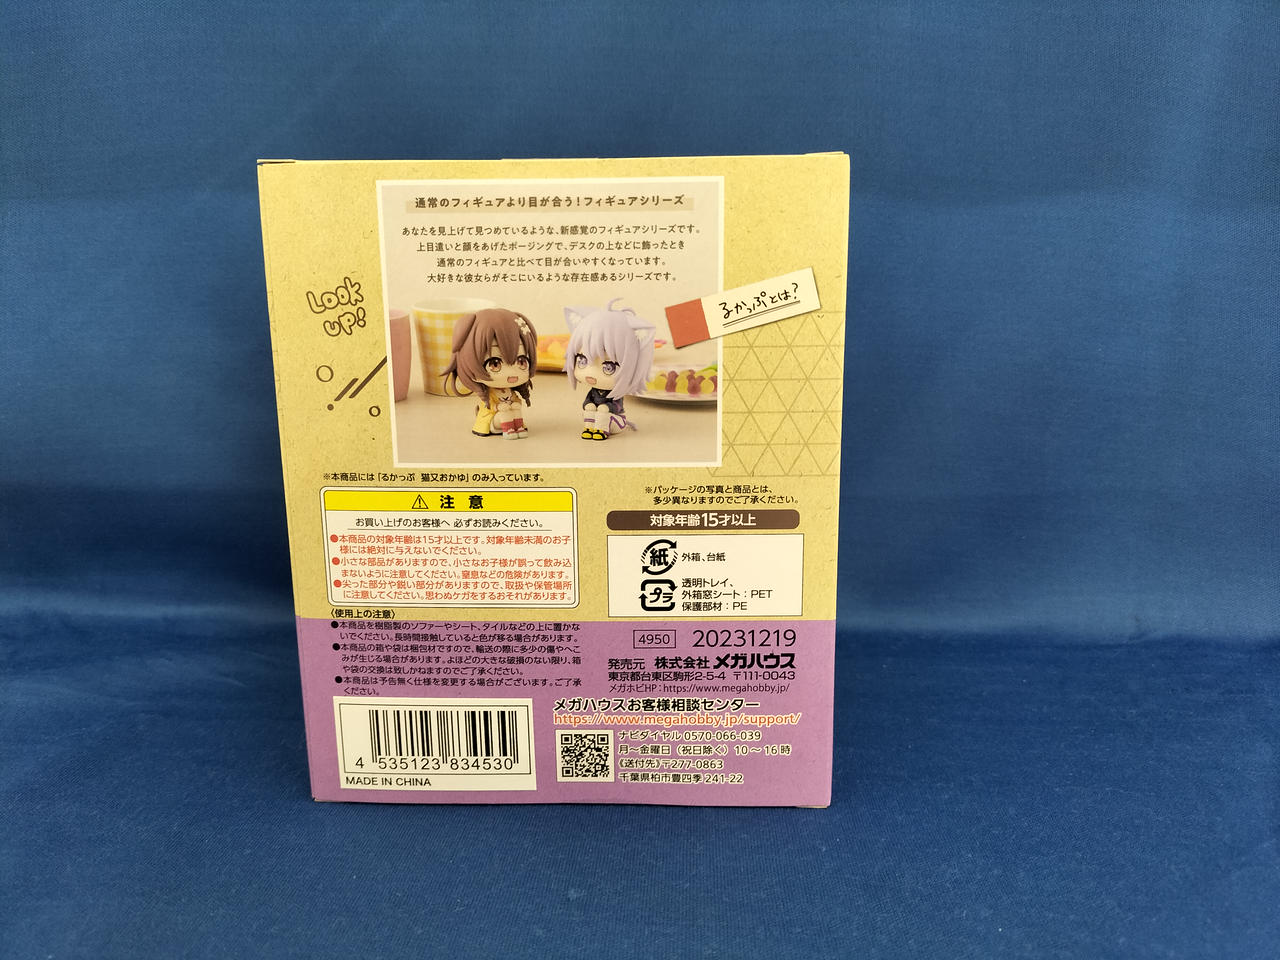 通常のフィギュアより目が合う!フィギュアシリーズ
あなたを見上げて見つめているような、新感覚のフィギュアシリーズです。
上目遣いと顔をあげたポージングで、デスクの上などに飾ったとき
通常のフィギュアと比べて目が合いやすくなっています。
大好きな彼女らがそこにいるような存在感あるシリーズです。
Look
UP!
るかっぷとは?
※本商品には「るかっぷ 猫又おかゆ」のみ入っています。
※パッケージの写真と商品とは、
多少異なりますのでご了承ください。
注意
お買い上げのお客様へ 必ずお読みください。
●本商品の対象年齢は15才以上です。対象年齢未満のお子
様には絶対に与えないでください。
●小さな部品がありますので、小さなお子様が誤って飲み込
まないように注意してください。窒息などの危険があります。
●尖った部分や鋭い部分がありますので、取扱や保管場所
に注意してください。思わぬケガをするおそれがあります。
〈使用上の注意〉
●本商品を樹脂製のソファーやシート、タイルなどの上に置かな
いでください。長時間接触していると色が移る場合があります。
●本商品の箱や袋は梱包材ですので、輸送の際に多少の傷やへこ
みが生じる場合があります。よほどの大きな破損のない限り、箱
や袋の交換は致しかねますのでご了承ください。
●本商品は予告無く仕様を変更する場合がございます。ご了承
ください。
対象年齢15才以上
紙 外箱、台紙
プラ 透明トレイ、
外箱窓シート:PET
保護部材:PE
4950 20231219
発売元 株式会社メガハウス
東京都台東区駒形2-5-4 〒111-0043
メガホビHP:https://www.megahobby.jp/
メガハウスお客様相談センター
https://www.megahobby.jp/support/
ナビダイヤル 0570-066-039
月～金曜日(祝日除く)10～16時
《送付先》〒277-0863
千葉県柏市豊四季241-22
4 535123 834530
MADE IN CHINA